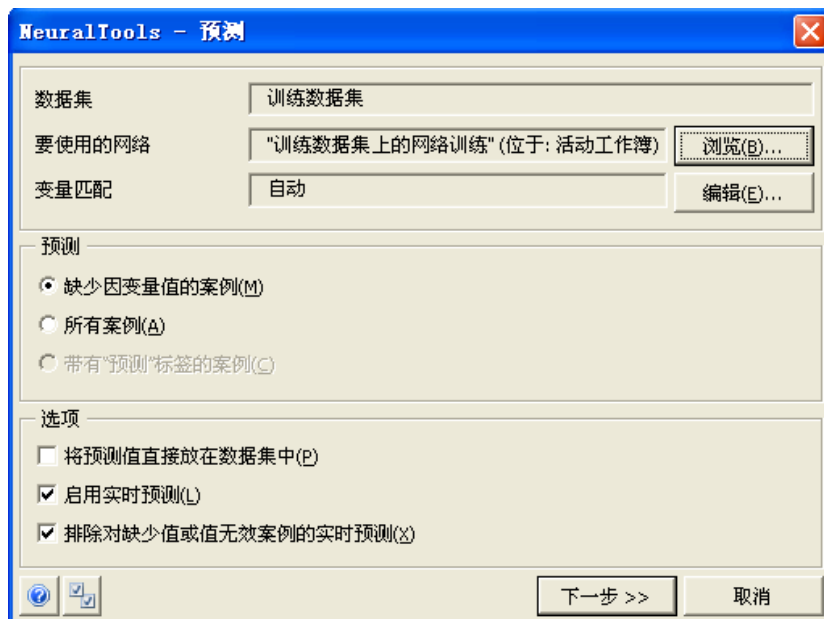 NeuralTools - 预测
数据集 训练数据集
要使用的网络 "训练数据集上的网络训练" (位于: 活动工作簿) 浏览(B)...
变量匹配 自动 编辑(E)...
预测
缺少因变量值的案例(M)
所有案例(A)
带有"预测"标签的案例(C)
选项
将预测值直接放在数据集中(P)
启用实时预测(L)
排除对缺少值或值无效案例的实时预测(X)
下一步 >> 取消